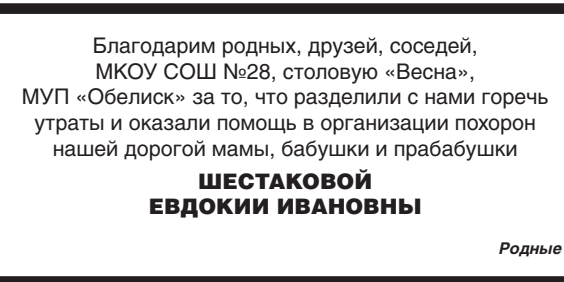 Благодарим родных, друзей, соседей,
МКОУ СОШ №28, столовую «Весна»,
МУП «Обелиск» за то, что разделили с нами горечь
утраты и оказали помощь в организации похорон
нашей дорогой мамы, бабушки и прабабушки
ШЕСТАКОВОЙ
ЕВДОКИИ ИВАНОВНЫ
Родные